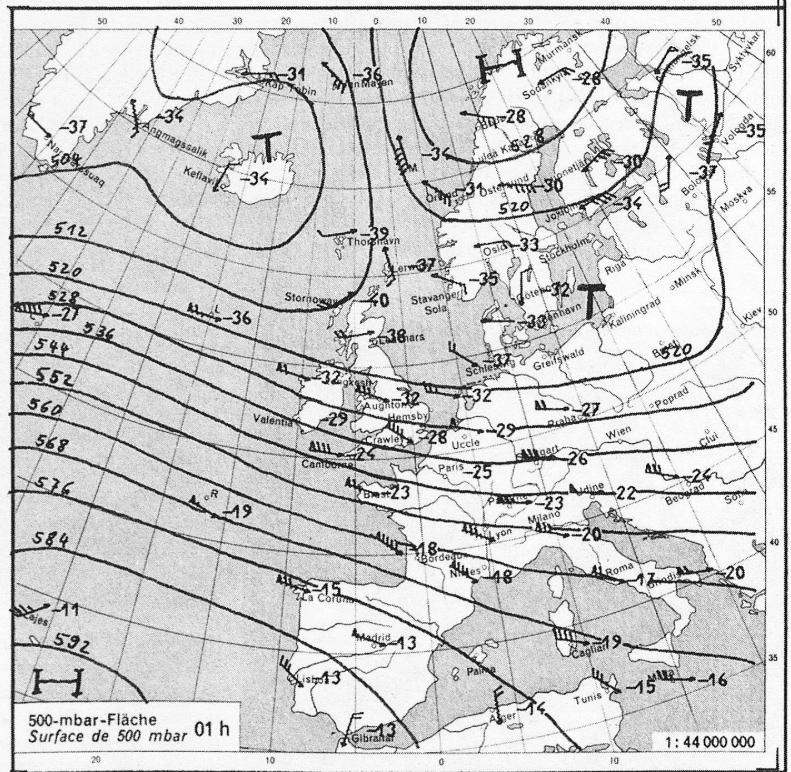 50 40 30 20 10 0 10 20 30 40 50
60
Murmansk
-35
Syktyvkar
H
-31
Kap Tobin
-36
Jan Mayen
-28
Sodankylä
T
-37
-34
Angmagssalik
T
-28
528
-35
Vologda
504
Keflavik
-34
-34
M
-30
-37
55
-31
-30
Östersund
520
-34
Moskva
512
-39
Thorshavn
-33
Oslo
Stockholm
520
-37
Lerwick
-35
Stavanger
Sola
-32
T
Riga
Minsk
50
528
-27
L
-36
Stornoway
-40
-33
Kaliningrad
Kiev
536
-38
-37
Schleswig
Greifswald
520
544
-32
-32
Aughton
-32
-27
Praha
Poprad
552
Valentia
-29
Hemsby
Crawley
-28
-29
Uccle
Wien
Cluj
45
560
-24
Camborne
Paris
-25
-26
-24
Beograd
568
R
-19
-23
Brest
-23
Udine
-22
576
Milano
-20
Lyon
-18
Bordeaux
40
584
-15
La Coruña
Nîmes
-18
Roma
-17
Brindisi
-20
-11
Lajes
592
Madrid
-13
-19
Cagliari
35
H
-13
Palma
Tunis
-15
-16
-14
Alger
-13
Gibraltar
500-mbar-Fläche
Surface de 500 mbar
01 h
1 : 44 000 000
20 10 0 10